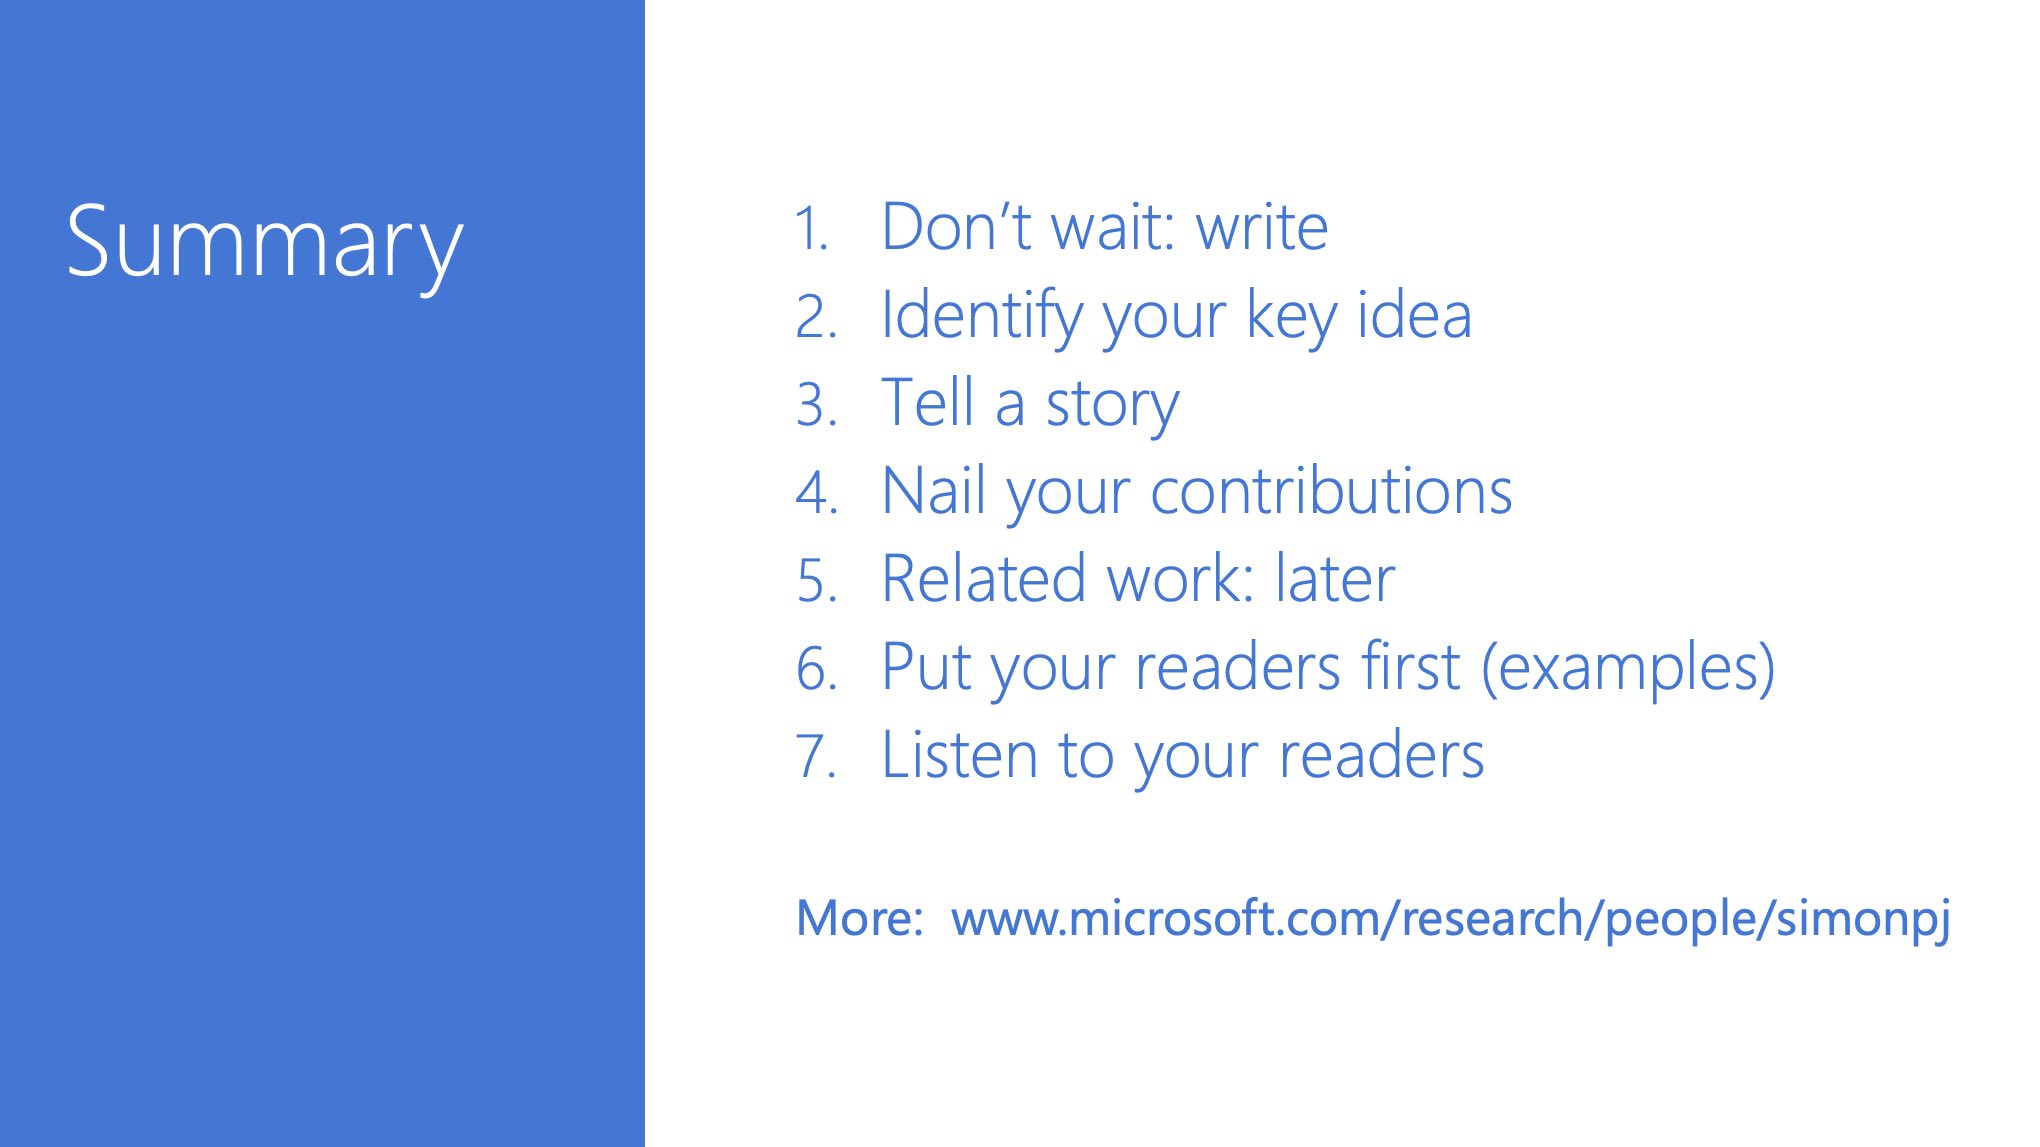 Summary
1. Don’t wait: write
2. Identify your key idea
3. Tell a story
4. Nail your contributions
5. Related work: later
6. Put your readers first (examples)
7. Listen to your readers
More: www.microsoft.com/research/people/simonpj